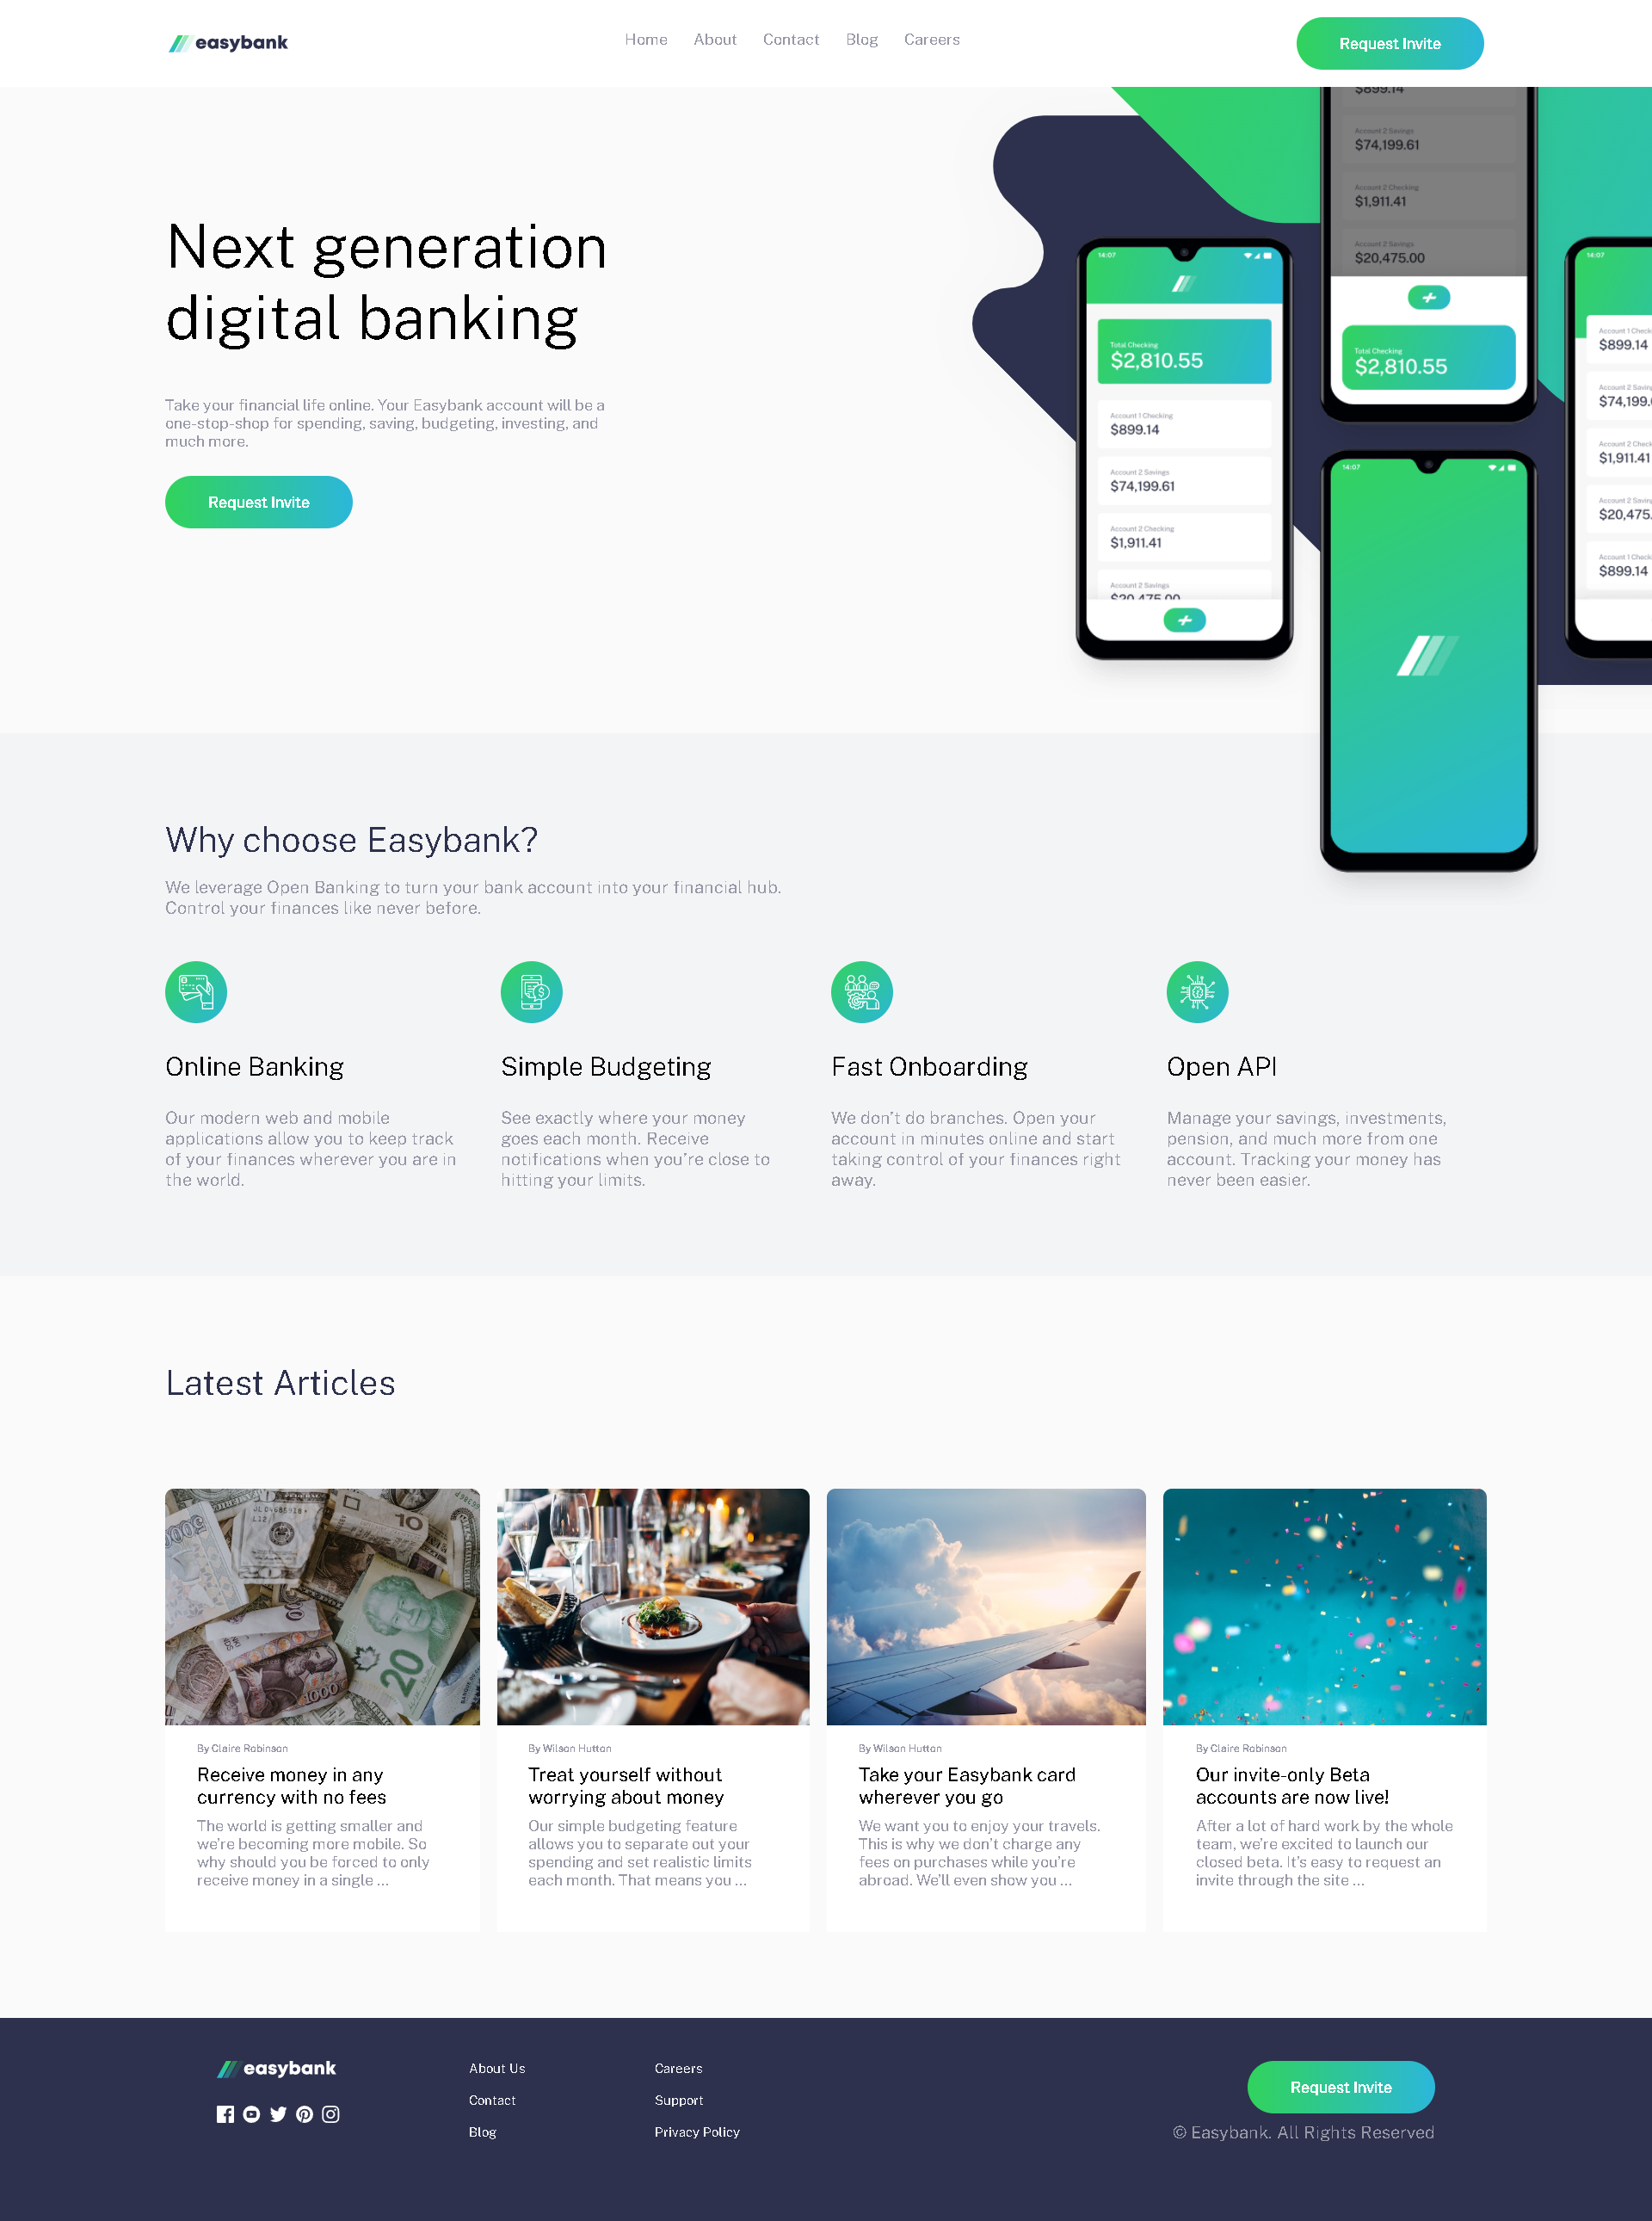 easybank
Home About Contact Blog Careers
Request Invite
Next generation
digital banking
Take your financial life online. Your Easybank account will be a
one-stop-shop for spending, saving, budgeting, investing, and
much more.
Request Invite
$899.14
Account 2 Savings
$74,199.61
Account 2 Checking
$1,911.41
Account 2 Savings
$20,475.00
Total Checking
$2,810.55
14:07
Total Checking
$2,810.55
Account 1 Checking
$899.14
Account 2 Savings
$74,199.61
Account 2 Checking
$1,911.41
Account 2 Savings
$20,475.00
14:07
14:07
Account 1 Check
$899.14
Account 2 Saving
$74,199.
Account 2 Check
$1,911.41
Account 2 Saving
$20,475.
Account 1 Check
$899.14
Why choose Easybank?
We leverage Open Banking to turn your bank account into your financial hub.
Control your finances like never before.
Online Banking
Our modern web and mobile
applications allow you to keep track
of your finances wherever you are in
the world.
Simple Budgeting
See exactly where your money
goes each month. Receive
notifications when you’re close to
hitting your limits.
Fast Onboarding
We don’t do branches. Open your
account in minutes online and start
taking control of your finances right
away.
Open API
Manage your savings, investments,
pension, and much more from one
account. Tracking your money has
never been easier.
Latest Articles
10
20
1000
By Claire Robinson
Receive money in any
currency with no fees
The world is getting smaller and
we’re becoming more mobile. So
why should you be forced to only
receive money in a single ...
By Wilson Hutton
Treat yourself without
worrying about money
Our simple budgeting feature
allows you to separate out your
spending and set realistic limits
each month. That means you ...
By Wilson Hutton
Take your Easybank card
wherever you go
We want you to enjoy your travels.
This is why we don’t charge any
fees on purchases while you’re
abroad. We’ll even show you ...
By Claire Robinson
Our invite-only Beta
accounts are now live!
After a lot of hard work by the whole
team, we’re excited to launch our
closed beta. It’s easy to request an
invite through the site ...
easybank
About Us
Contact
Blog
Careers
Support
Privacy Policy
Request Invite
© Easybank. All Rights Reserved